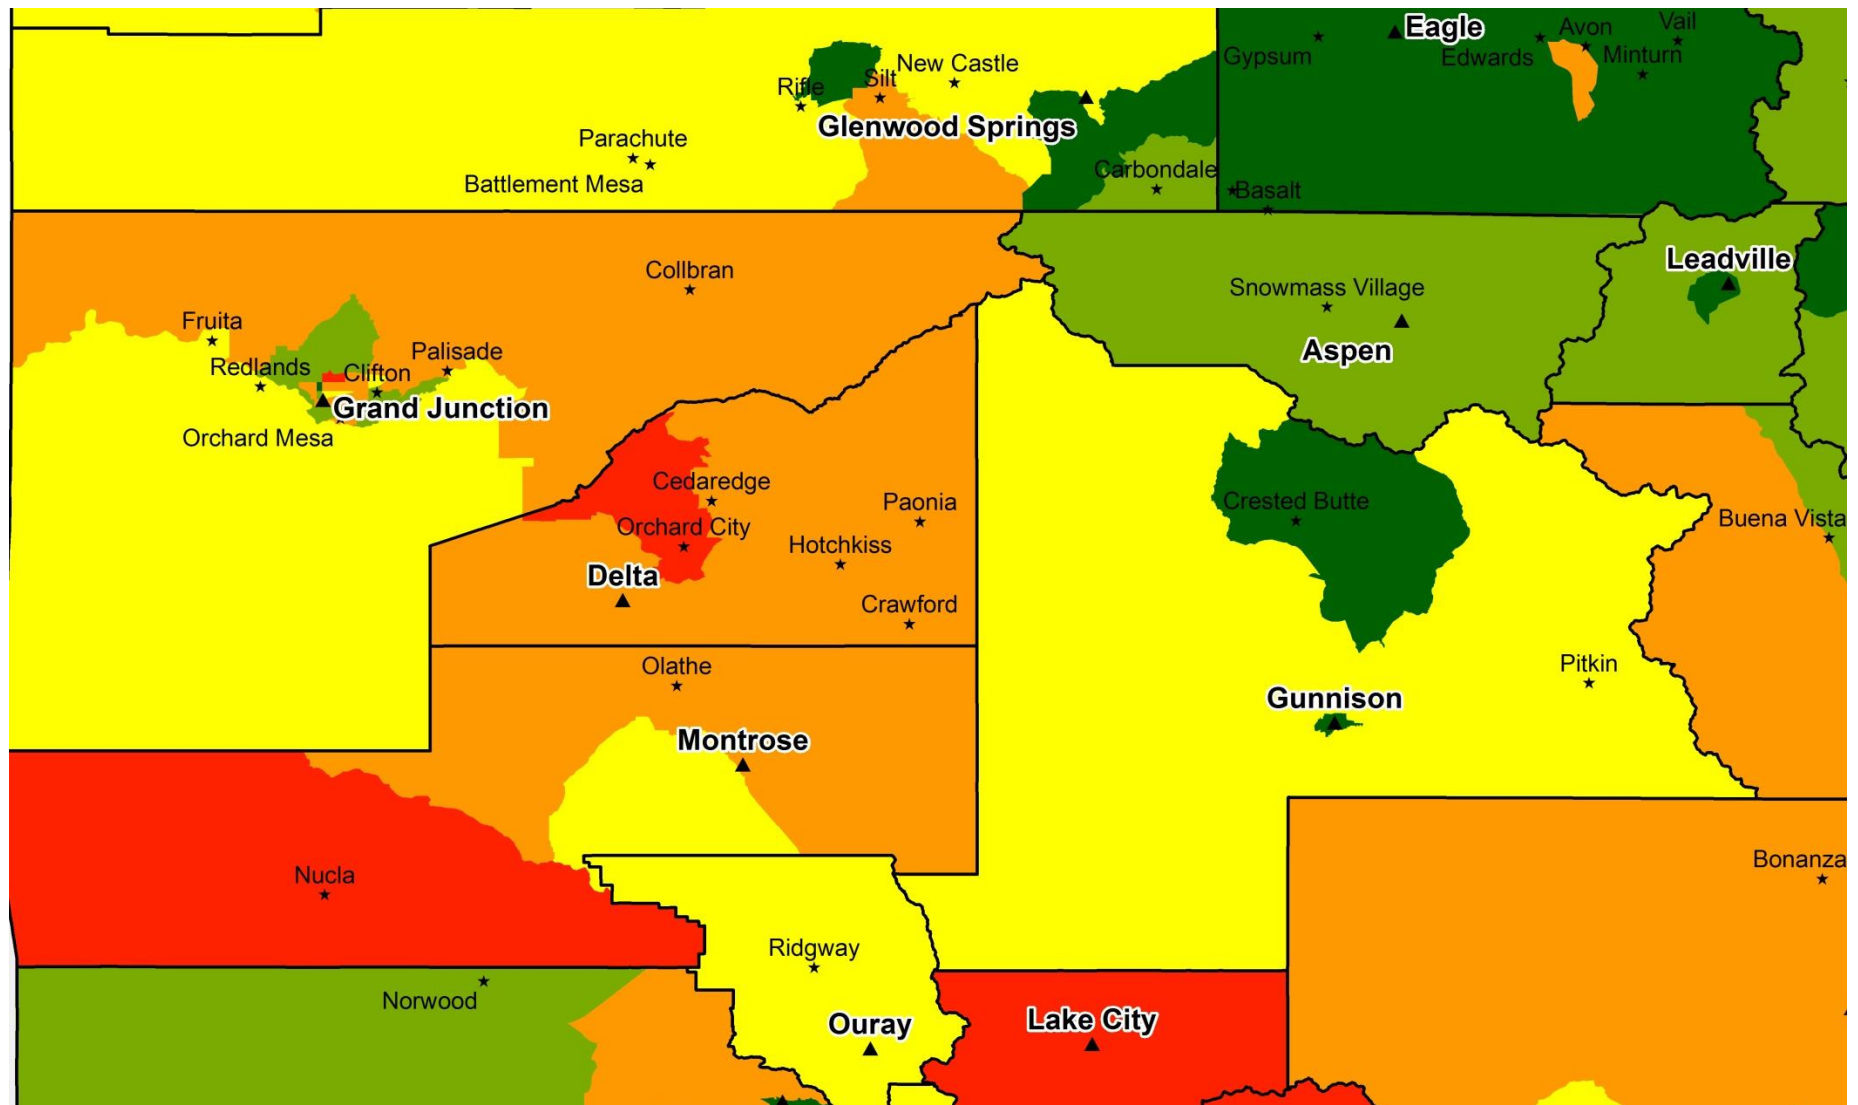 Eagle
Avon
Vail
Gypsum
Edwards
Minturn
New Castle
Silt
Rifle
Glenwood Springs
Parachute
Battlement Mesa
Carbondale
Basalt
Leadville
Collbran
Snowmass Village
Aspen
Fruita
Redlands
Clifton
Palisade
Grand Junction
Orchard Mesa
Cedaredge
Orchard City
Paonia
Hotchkiss
Crested Butte
Buena Vista
Delta
Crawford
Olathe
Pitkin
Gunnison
Montrose
Nucla
Bonanza
Ridgway
Norwood
Ouray
Lake City